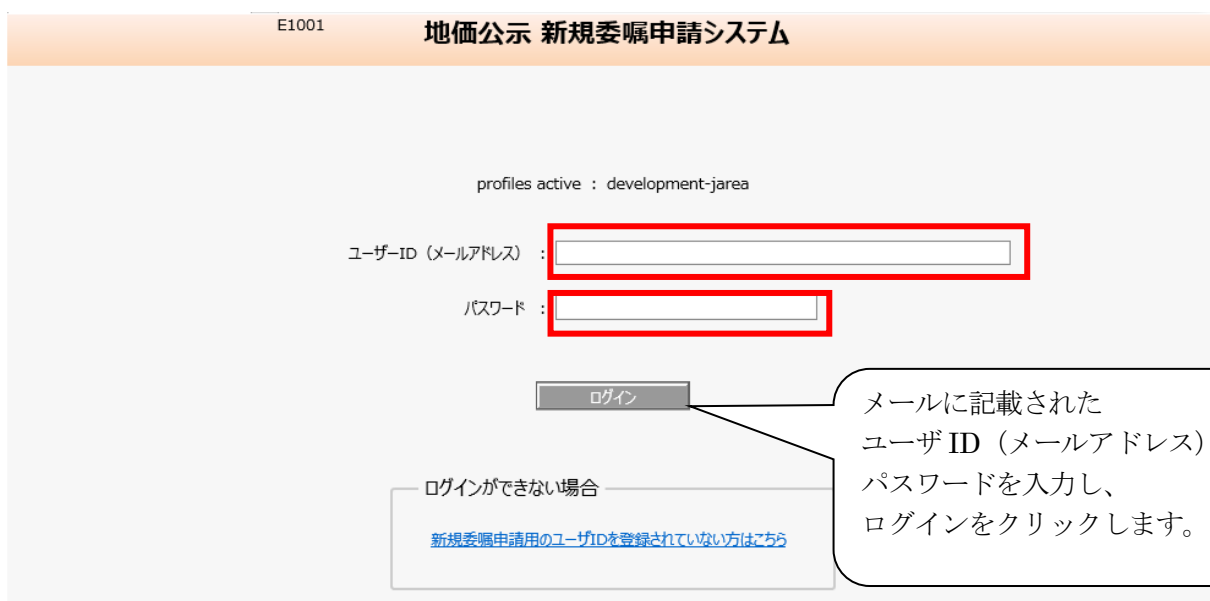 E1001
地価公示 新規委嘱申請システム
profiles active : development-jarea
ユーザーID（メールアドレス） :
パスワード :
ログイン
メールに記載された
ユーザ ID（メールアドレス）
パスワードを入力し、
ログインをクリックします。
ログインができない場合
新規委嘱申請用のユーザIDを登録されていない方はこちら